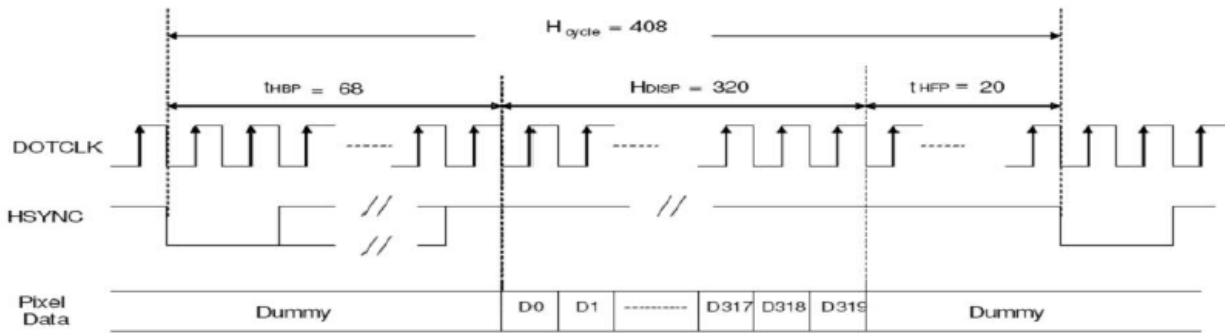 H cycle = 408
tHBP = 68
HDISP = 320
tHFP = 20
DOTCLK
HSYNC
Pixel
Data
Dummy
D0
D1
D317
D318
D319
Dummy